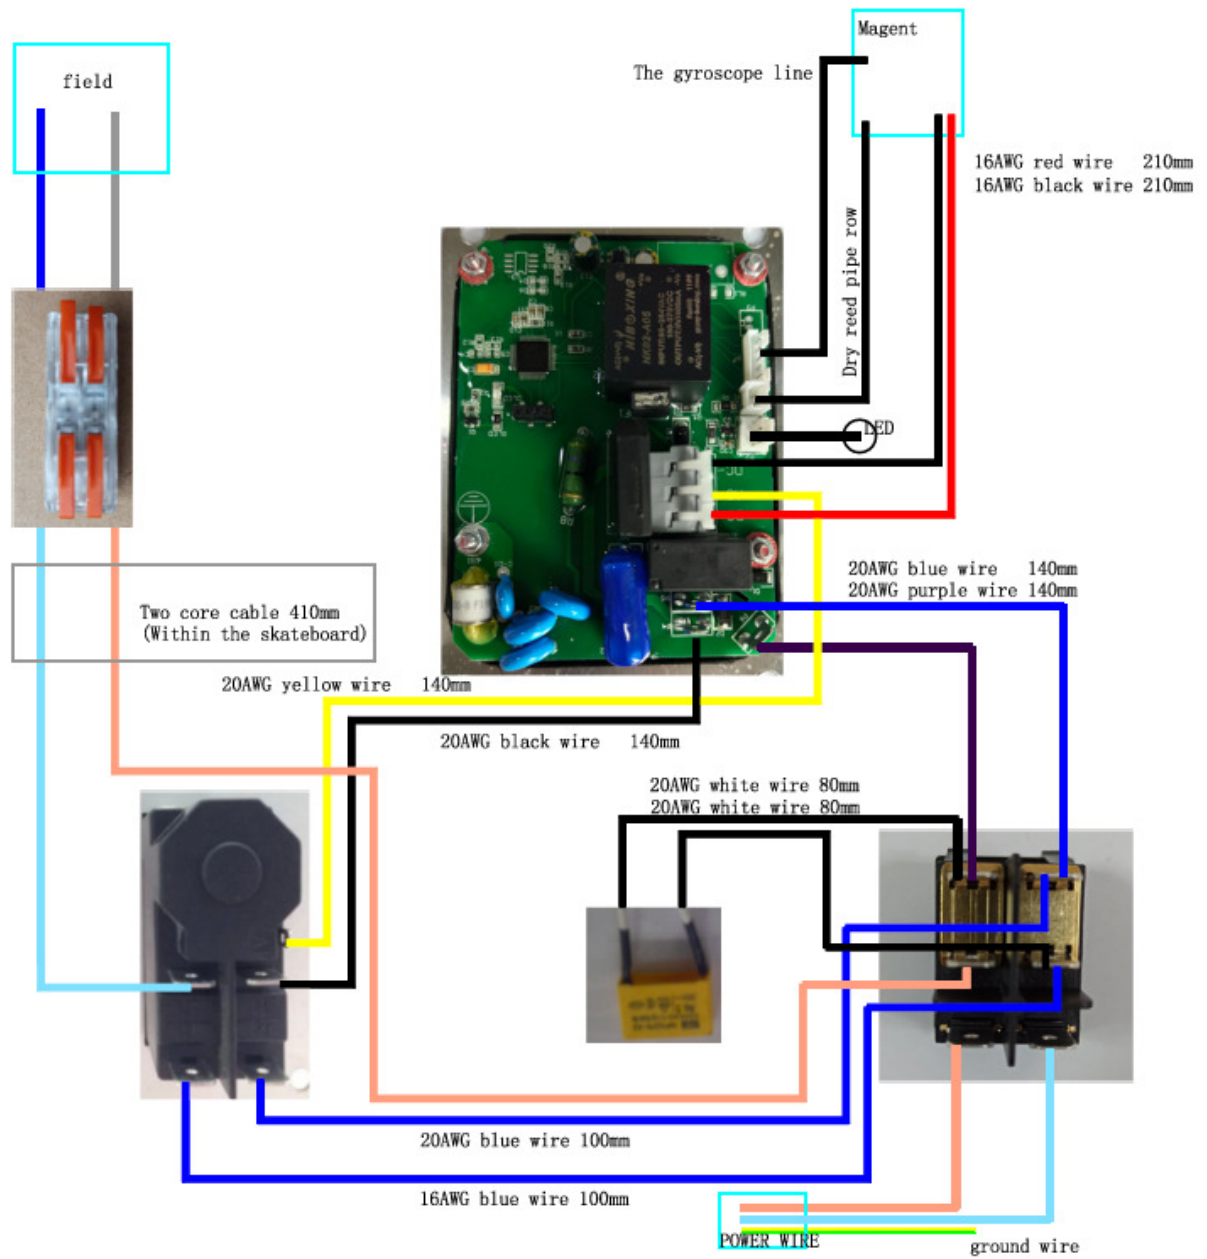 Magent
field
The gyroscope line
16AWG red wire 210mm
16AWG black wire 210mm
Dry reed pipe row
LED
20AWG blue wire 140mm
20AWG purple wire 140mm
Two core cable 410mm
(Within the skateboard)
20AWG yellow wire 140mm
20AWG black wire 140mm
20AWG white wire 80mm
20AWG white wire 80mm
20AWG blue wire 100mm
16AWG blue wire 100mm
POWER WIRE
ground wire